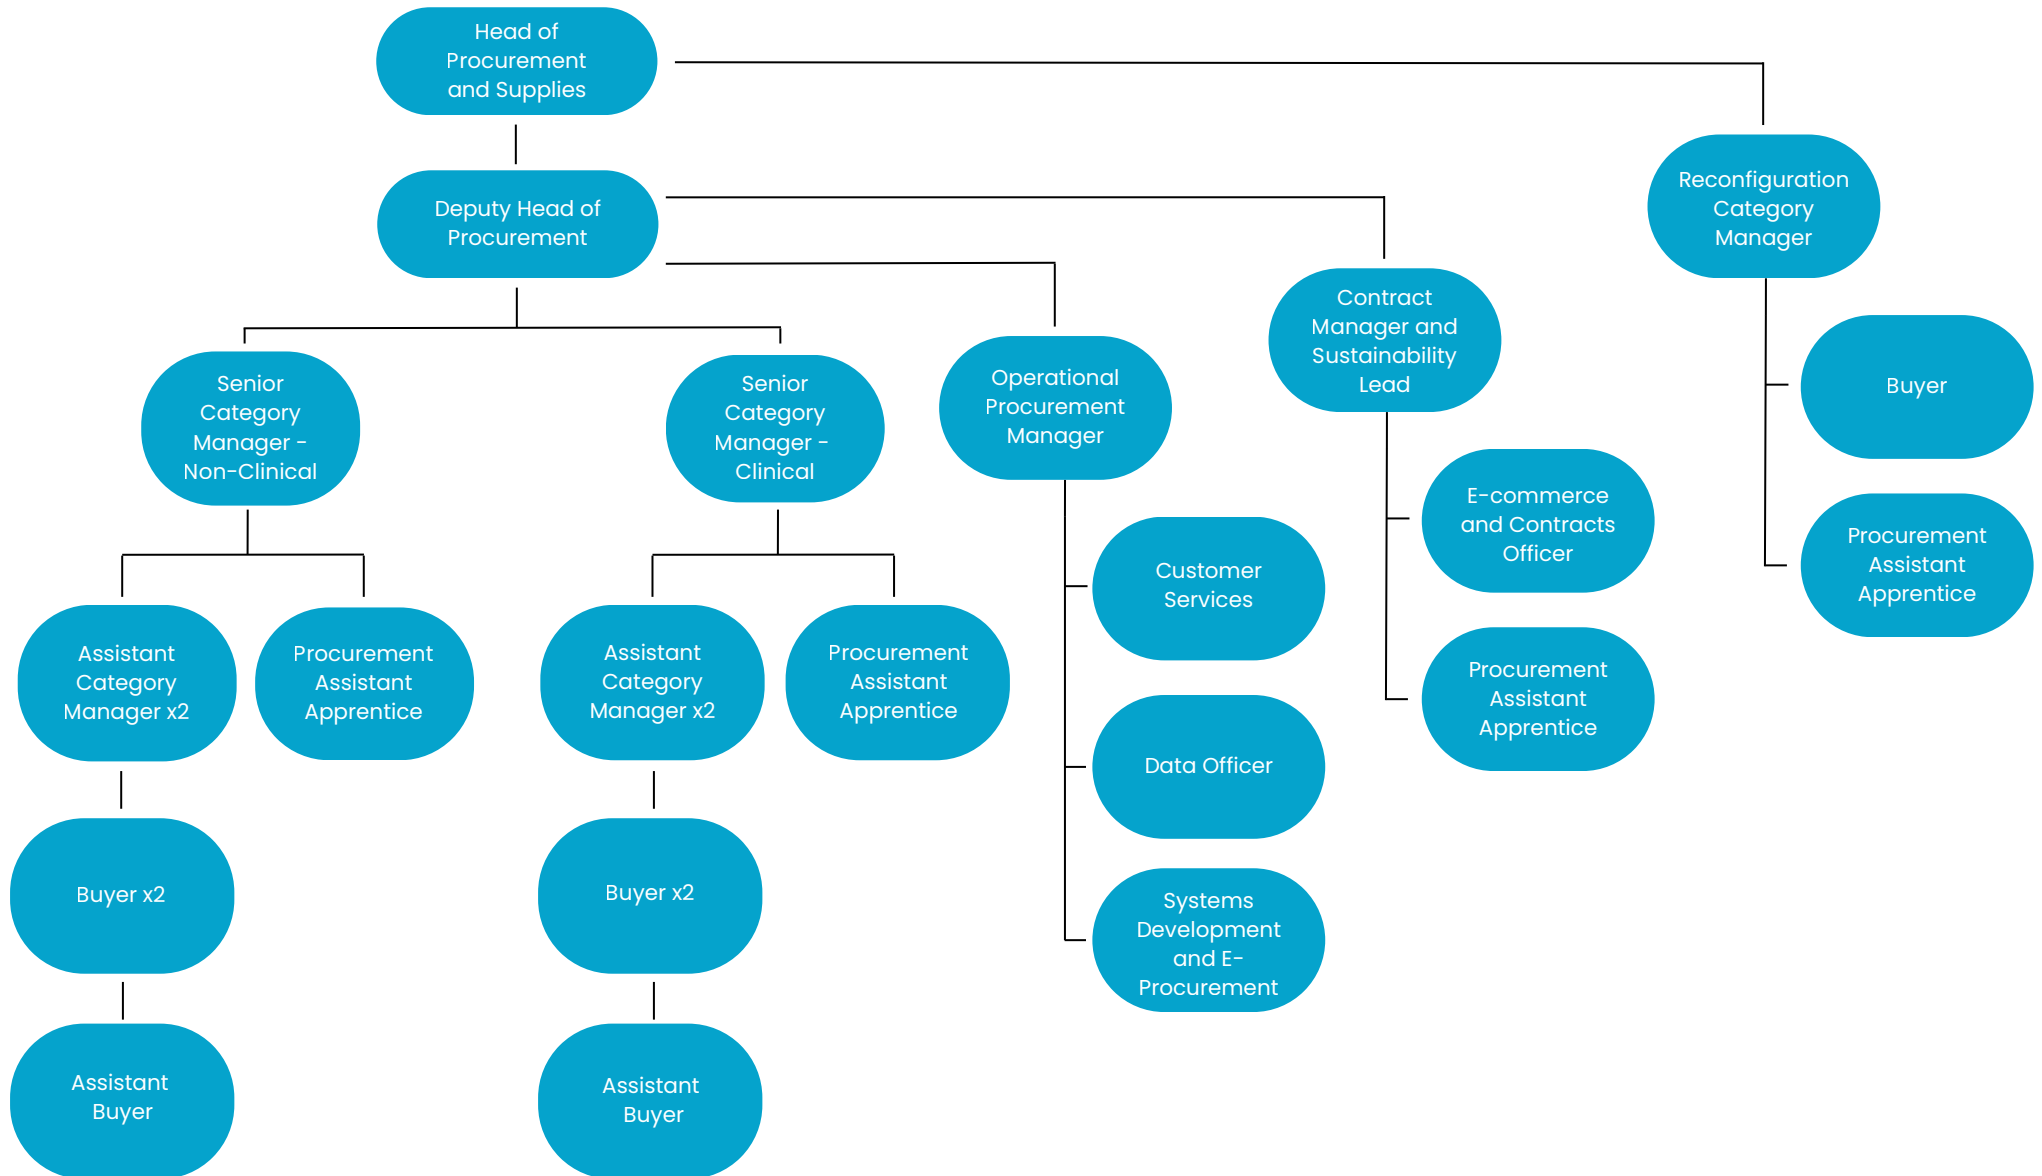 Head of
Procurement
and Supplies
Deputy Head of
Procurement
Reconfiguration
Category
Manager
Contract
Manager and
Sustainability
Lead
Operational
Procurement
Manager
Senior
Category
Manager -
Non-Clinical
Senior
Category
Manager -
Clinical
Buyer
E-commerce
and Contracts
Officer
Procurement
Assistant
Apprentice
Customer
Services
Assistant
Category
Manager x2
Procurement
Assistant
Apprentice
Assistant
Category
Manager x2
Procurement
Assistant
Apprentice
Procurement
Assistant
Apprentice
Data Officer
Buyer x2
Buyer x2
Systems
Development
and E-
Procurement
Assistant
Buyer
Assistant
Buyer